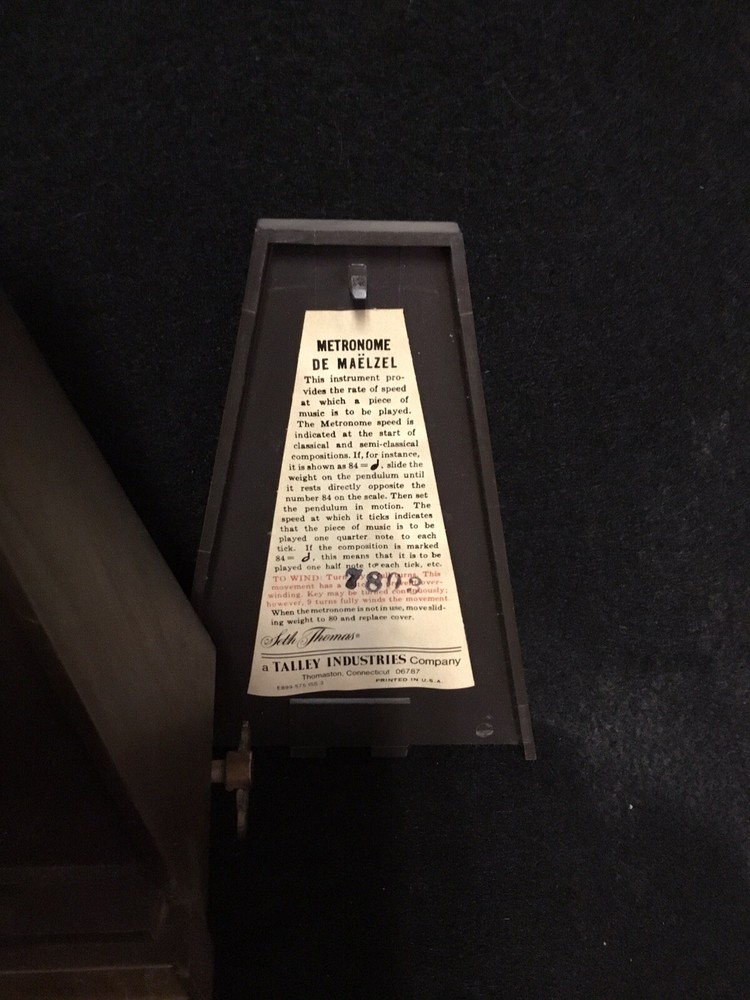 METRONOME
DE MAËLZEL
This instrument pro-
vides the rate of speed
at which a piece of
music is to be played.
The Metronome speed is
indicated at the start of
classical and semi-classical
compositions. If, for instance,
it is shown as 84 = ♩, slide the
weight on the pendulum until
it rests directly opposite the
number 84 on the scale. Then set
the pendulum in motion. The
speed at which it ticks indicates
that the piece of music is to be
played one quarter note to each
tick. If the composition is marked
84 = 𝅗𝅥, this means that it is to be
played one half note to each tick, etc.
TO WIND: Turn turns. This
movement has a over-
winding. Key may be turned continuously;
however, 9 turns fully winds the movement.
When the metronome is not in use, move slid-
ing weight to 80 and replace cover.
Seth Thomas®
a TALLEY INDUSTRIES Company
Thomaston, Connecticut 06787
PRINTED IN U.S.A.